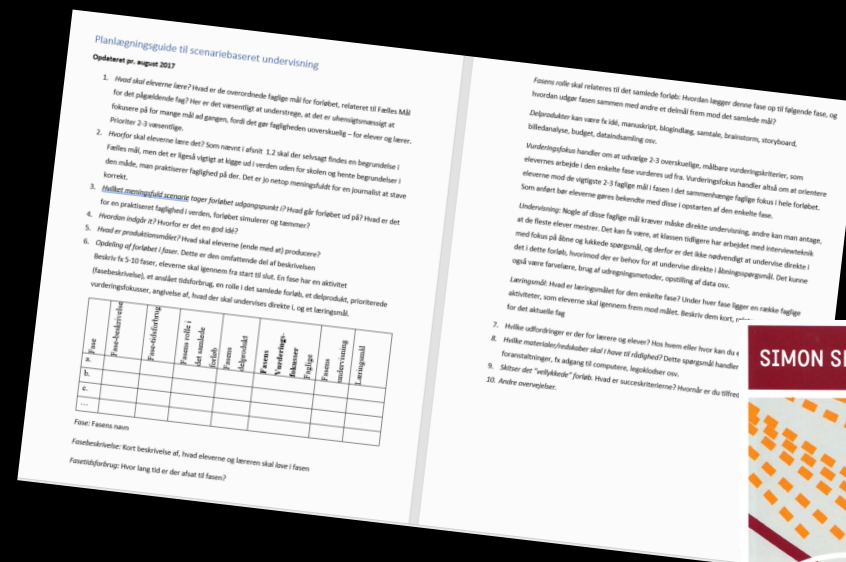 Planlægningsguide til scenariebaseret undervisning
Opdateret pr. august 2017
1. Hvad skal eleverne lære? Hvad er de overordnede faglige mål for forløbet, relateret til Fælles Mål
for det pågældende fag? Her er det væsentligt at understrege, at det er uhensigtsmæssigt at
fokusere på for mange mål ad gangen, fordi det gør fagligheden uoverskuelig – for elever og lærer.
Prioriter 2-3 væsentlige.
2. Hvorfor skal eleverne lære det? Som nævnt i afsnit 1.2 skal der selvsagt findes en begrundelse i
Fælles mål, men det er ligeså vigtigt at kigge ud i verden uden for skolen og hente begrundelser i
den måde, man praktiserer faglighed på der. Det er jo netop meningsfuldt for en journalist at stave
korrekt.
3. Hvilket meningsfuld scenarie tager forløbet udgangspunkt i? Hvad går forløbet ud på? Hvad er det
for en praktiseret faglighed i verden, forløbet simulerer og tæmmer?
4. Hvordan indgår it? Hvorfor er det en god idé?
5. Hvad er produktionsmålet? Hvad skal eleverne (ende med at) producere?
6. Opdeling af forløbet i faser. Dette er den omfattende del af beskrivelsen
Beskriv fx 5-10 faser, eleverne skal igennem fra start til slut. En fase har en aktivitet
(fasebeskrivelse), et anslået tidsforbrug, en rolle i det samlede forløb, et delprodukt, prioriterede
vurderingsfokusser, angivelse af, hvad der skal undervises direkte i, og et læringsmål.
Fase
Fase-beskrivelse
Fase-tidsforbrug
Fasens rolle i
det samlede
forløb
Fasens
delprodukt
Fasens
Vurderings-
fokusser
Faglige
Fasens
undervisning
Læringsmål
a.
b.
c.
…
Fase: Fasens navn
Fasebeskrivelse: Kort beskrivelse af, hvad eleverne og læreren skal lave i fasen
Fasetidsforbrug: Hvor lang tid er der afsat til fasen?
Fasens rolle skal relateres til det samlede forløb: Hvordan lægger denne fase op til følgende fase, og
hvordan udgør fasen sammen med andre et delmål frem mod det samlede mål?
Delprodukter kan være fx idé, manuskript, blogindlæg, samtale, brainstorm, storyboard,
billedanalyse, budget, dataindsamling osv.
Vurderingsfokus handler om at udvælge 2-3 overskuelige, målbare vurderingskriterier, som
elevernes arbejde i den enkelte fase vurderes ud fra. Vurderingsfokus handler altså om at orientere
eleverne mod de vigtigste 2-3 faglige mål i fasen i det sammenhængende faglige fokus i hele forløbet.
Som anført bør eleverne gøres bekendte med disse i opstarten af den enkelte fase.
Undervisning: Nogle af disse faglige mål kræver måske direkte undervisning, andre kan man antage,
at de fleste elever mestrer. Det kan fx være, at klassen tidligere har arbejdet med interviewteknik
med fokus på åbne og lukkede spørgsmål, og derfor er det ikke nødvendigt at undervise direkte i
det i dette forløb, hvorimod der er behov for at undervise direkte i åbningsspørgsmål. Det kunne
også være farvelære, brug af udregningsmetoder, opstilling af data osv.
Læringsmål: Hvad er læringsmålet for den enkelte fase? Under hver fase ligger en række faglige
aktiviteter, som eleverne skal igennem frem mod målet. Beskriv dem kort,
for det aktuelle fag
7. Hvilke udfordringer er der for lærere og elever? Hos hvem eller hvor kan du
8. Hvilke materialer/redskaber skal I have til rådighed? Dette spørgsmål handler
foranstaltninger, fx adgang til computere, legoklodser osv.
9. Skitser det "vellykkede" forløb. Hvad er succeskriterierne? Hvornår er du
10. Andre overvejelser.
SIMON